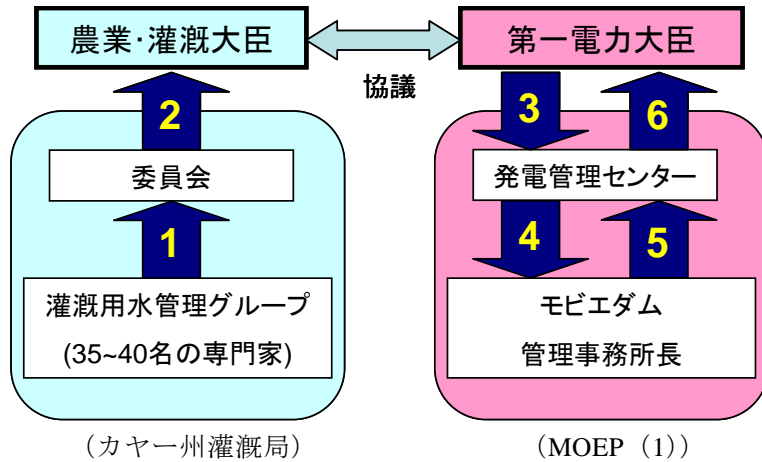 農業･灌漑大臣
第一電力大臣
協議
2
3
6
委員会
発電管理センター
1
4
5
灌漑用水管理グループ
(35~40名の専門家)
モビエダム
管理事務所長
（カヤー州灌漑局）
（MOEP（1））